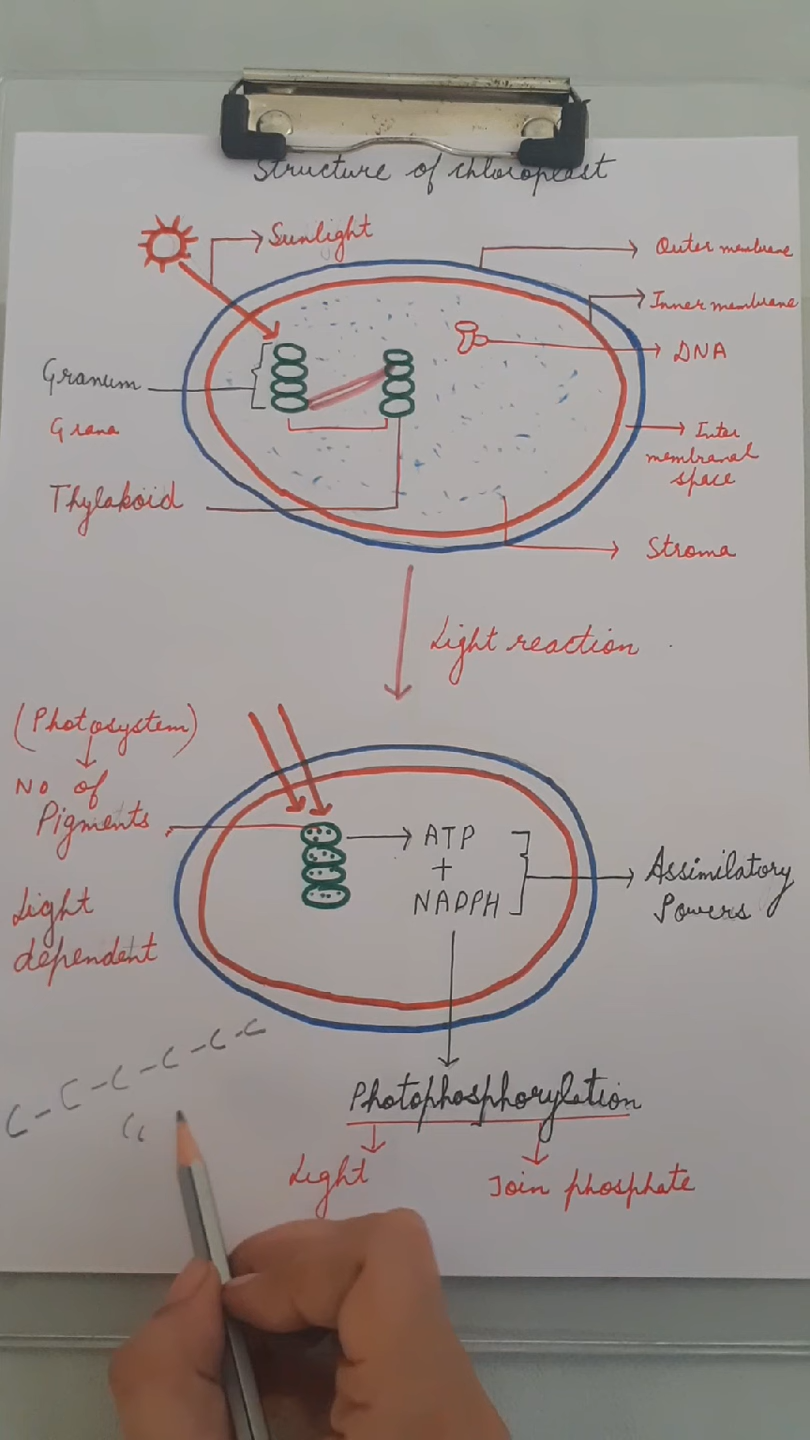 Structure of chloroplast
Sunlight
Outer membrane
Inner membrane
DNA
Granum
Grana
Inter
membranal
space
Thylakoid
Stroma
Light reaction
(Photosystem)
No of
Pigments
ATP
+
NADPH
Assimilatory
Powers
Light
dependent
C-C-C-C-C-C
Photophosphorylation
Light
Join phosphate